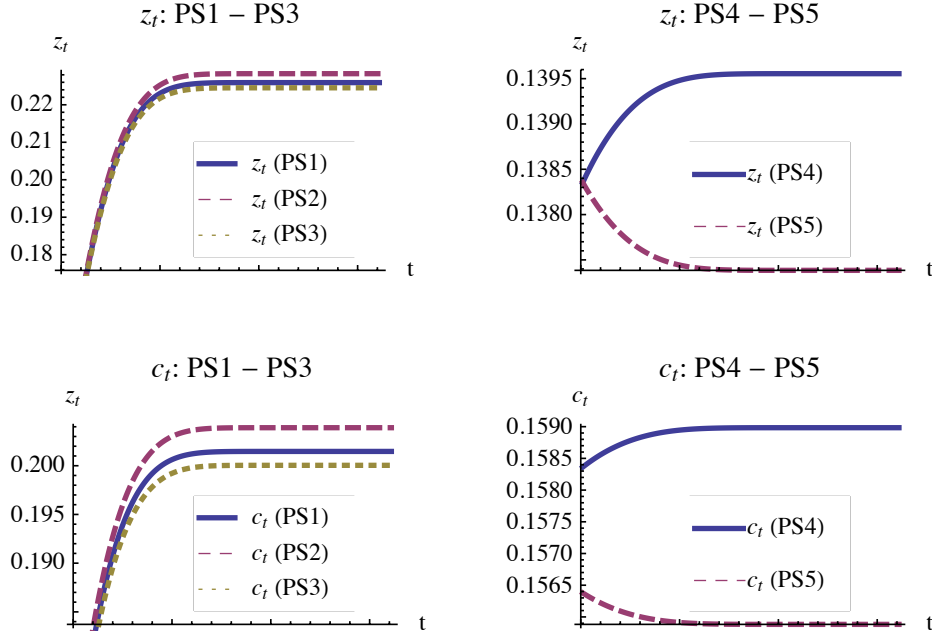 z_t: PS1 – PS3
z_t
0.22
0.21
0.20
0.19
0.18
z_t (PS1)
z_t (PS2)
z_t (PS3)
t
z_t: PS4 – PS5
z_t
0.1395
0.1390
0.1385
0.1380
z_t (PS4)
z_t (PS5)
t
c_t: PS1 – PS3
z_t
0.200
0.195
0.190
c_t (PS1)
c_t (PS2)
c_t (PS3)
t
c_t: PS4 – PS5
c_t
0.1590
0.1585
0.1580
0.1575
0.1570
0.1565
c_t (PS4)
c_t (PS5)
t